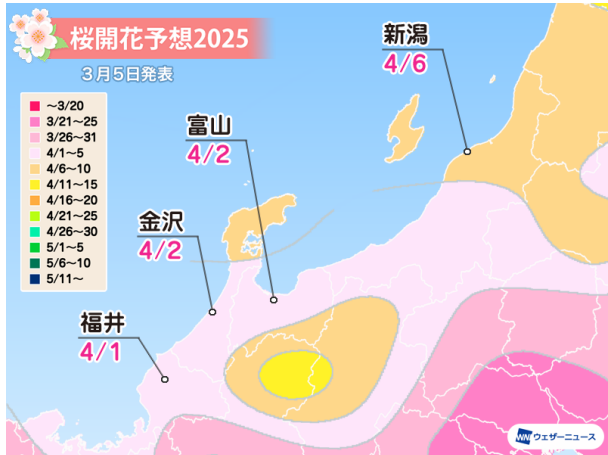 桜開花予想2025
3月5日発表
～3/20
3/21～25
3/26～31
4/1～5
4/6～10
4/11～15
4/16～20
4/21～25
4/26～30
5/1～5
5/6～10
5/11～
新潟
4/6
富山
4/2
金沢
4/2
福井
4/1
WNI ウェザーニュース